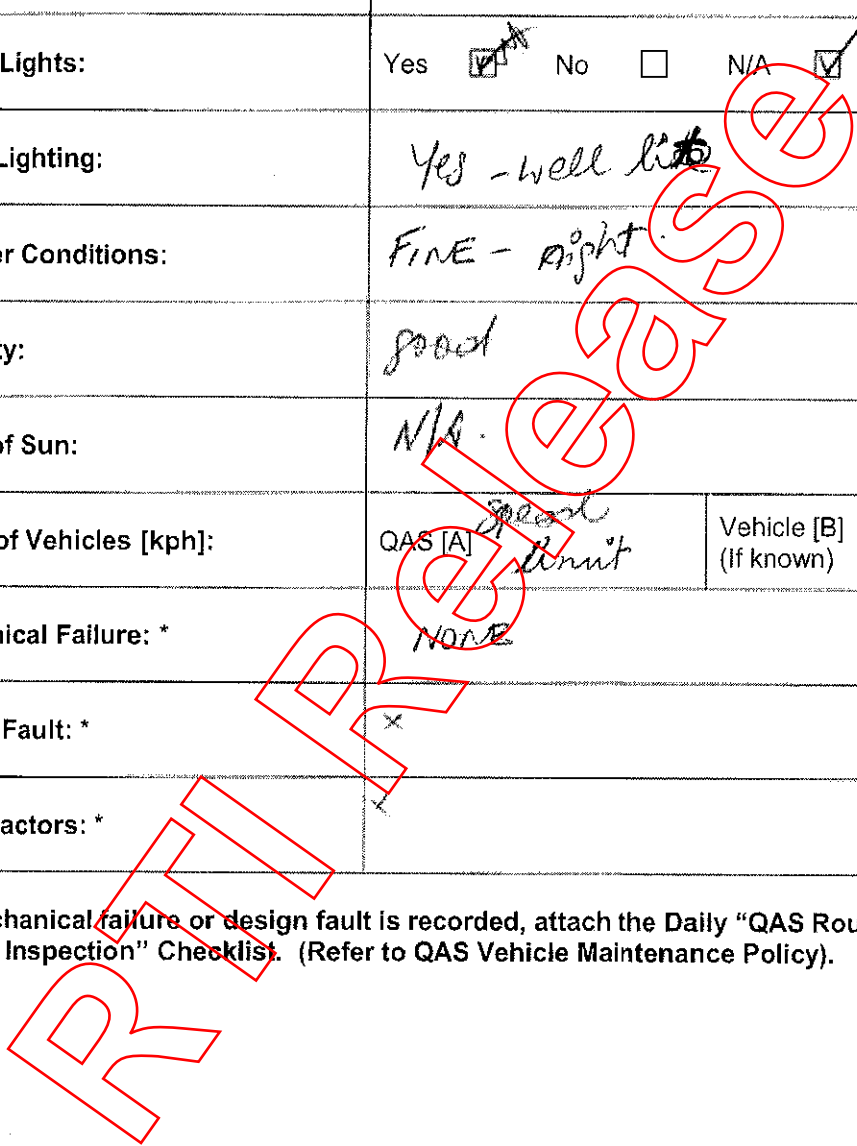 Lights: Yes No N/A
Lighting: Yes - well lit
er Conditions: FINE - night.
ty: good
of Sun: N/A.
of Vehicles [kph]: QAS [A] speed limit Vehicle [B] (If known)
nical Failure: * NONE
Fault: * x
actors: * x
chanical failure or design fault is recorded, attach the Daily “QAS Rou
Inspection” Checklist. (Refer to QAS Vehicle Maintenance Policy).
RTI Release